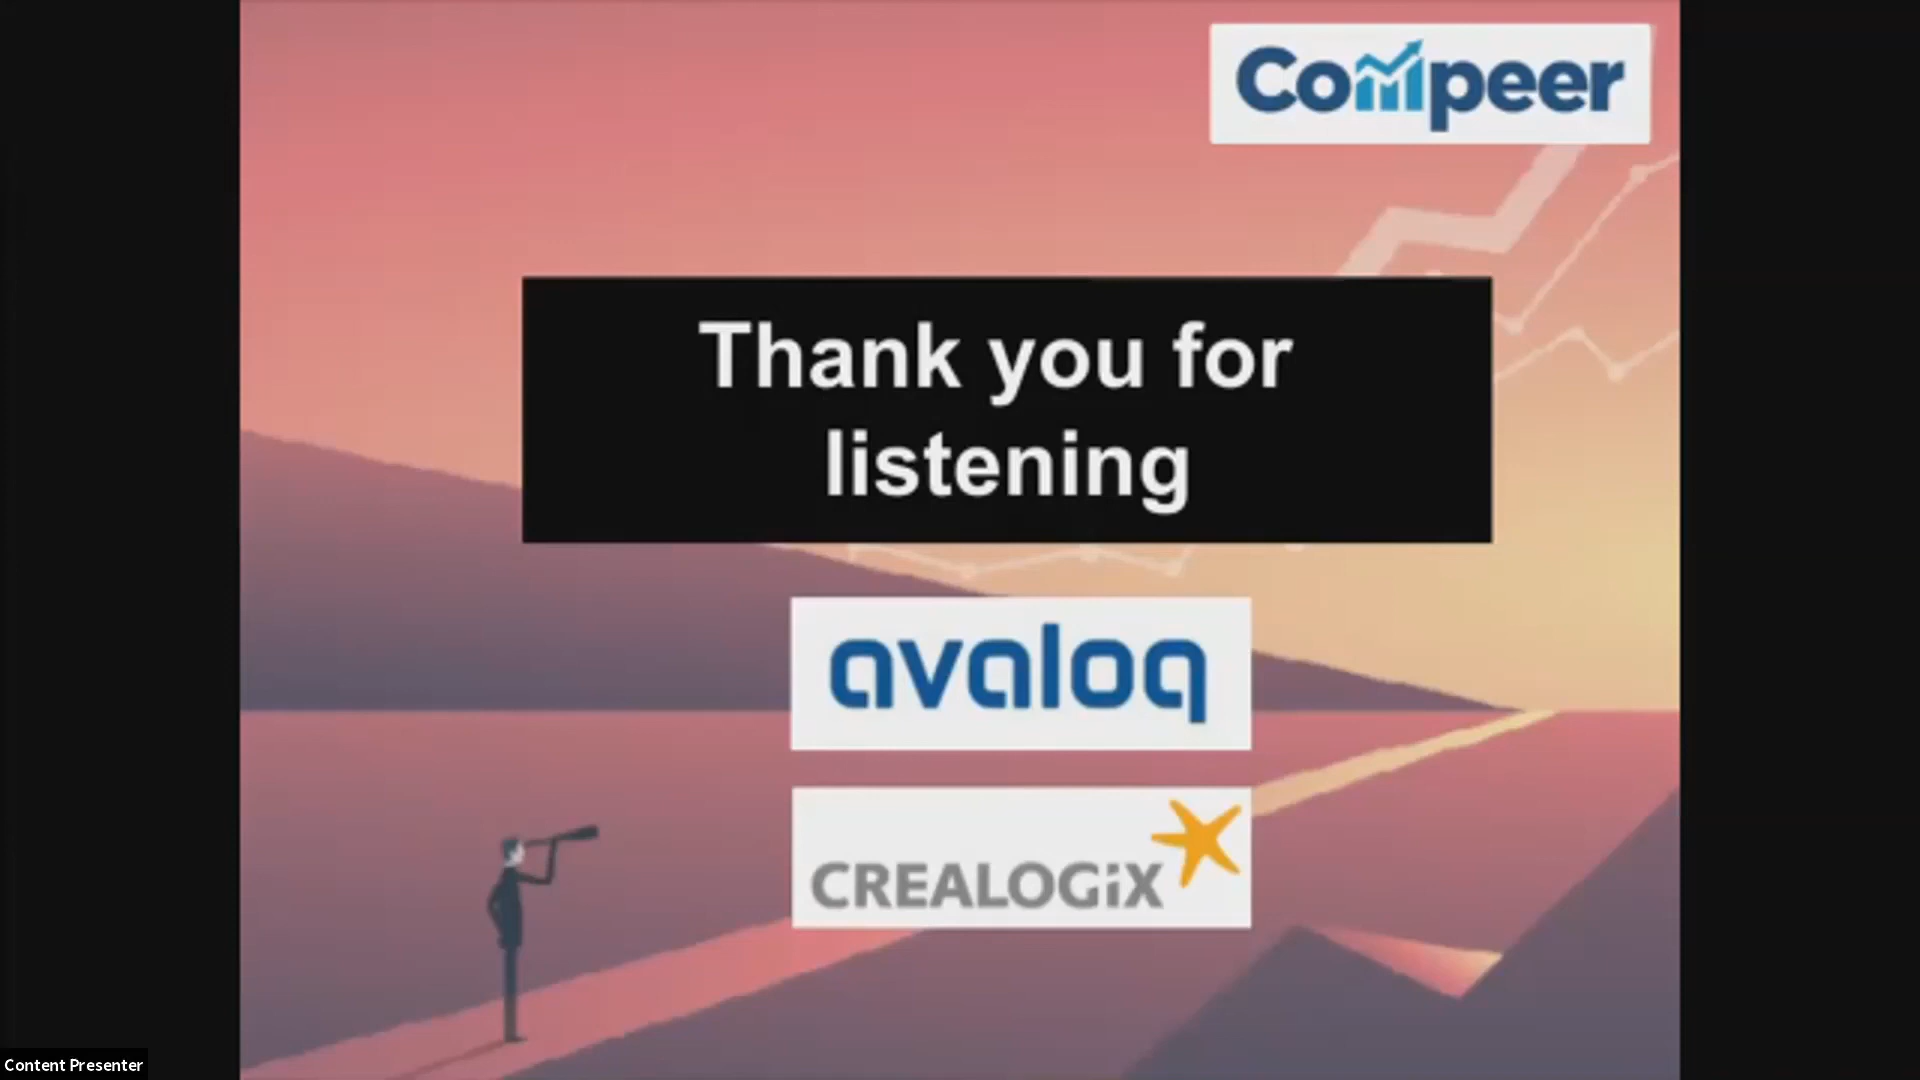 Compeer
Thank you for
listening
avaloq
CREALOGiX
Content Presenter